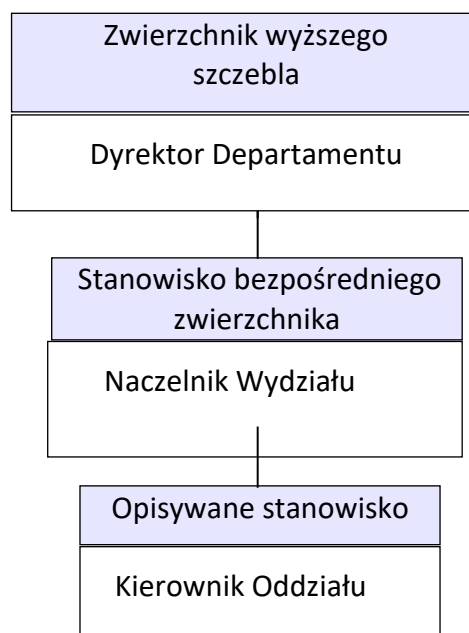 Zwierzchnik wyższego
szczebla
Dyrektor Departamentu
Stanowisko bezpośredniego
zwierzchnika
Naczelnik Wydziału
Opisywane stanowisko
Kierownik Oddziału